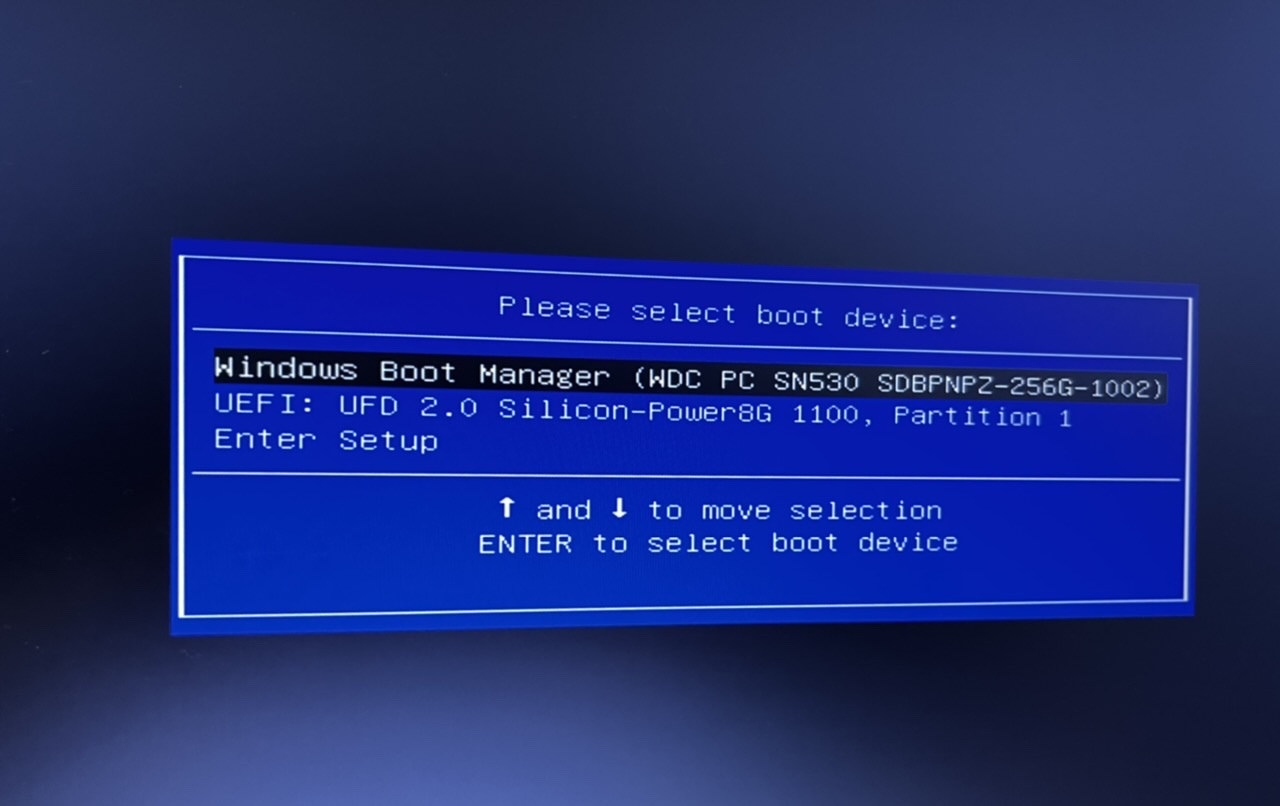 Please select boot device:
Windows Boot Manager (WDC PC SN530 SDBPNPZ-256G-1002)
UEFI: UFD 2.0 Silicon-Power8G 1100, Partition 1
Enter Setup
↑ and ↓ to move selection
ENTER to select boot device